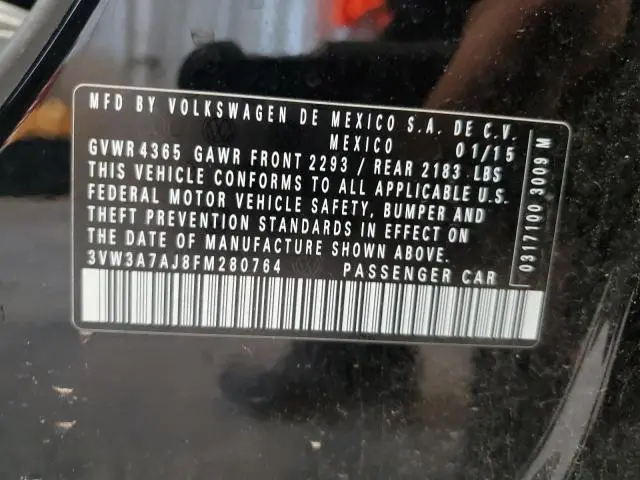 MFD BY VOLKSWAGEN DE MEXICO S.A. DE C.V.
MEXICO 01/15
GVWR 4365 GAWR FRONT 2293 / REAR 2183 LBS
THIS VEHICLE CONFORMS TO ALL APPLICABLE U.S.
FEDERAL MOTOR VEHICLE SAFETY, BUMPER AND
THEFT PREVENTION STANDARDS IN EFFECT ON
THE DATE OF MANUFACTURE SHOWN ABOVE.
3VW3A7AJ8FM280764 PASSENGER CAR
0317100 3009 M